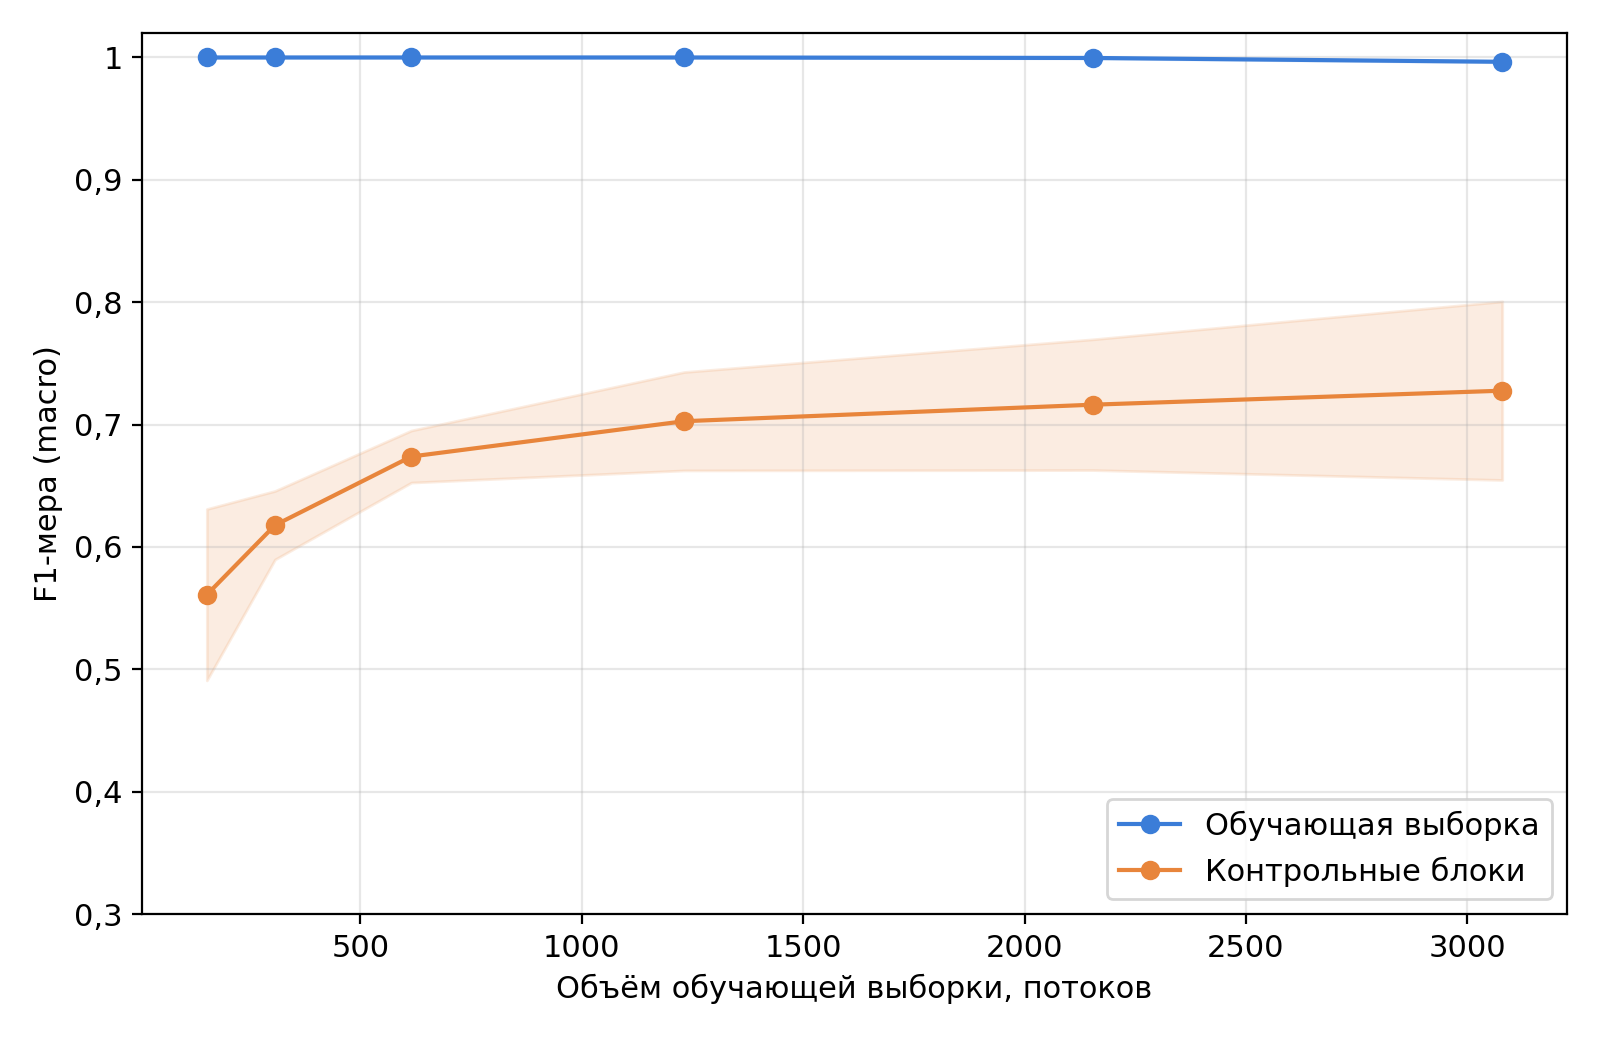 1
0,9
0,8
0,7
0,6
0,5
0,4
0,3
F1-мера (macro)
Обучающая выборка
Контрольные блоки
500 1000 1500 2000 2500 3000
Объём обучающей выборки, потоков